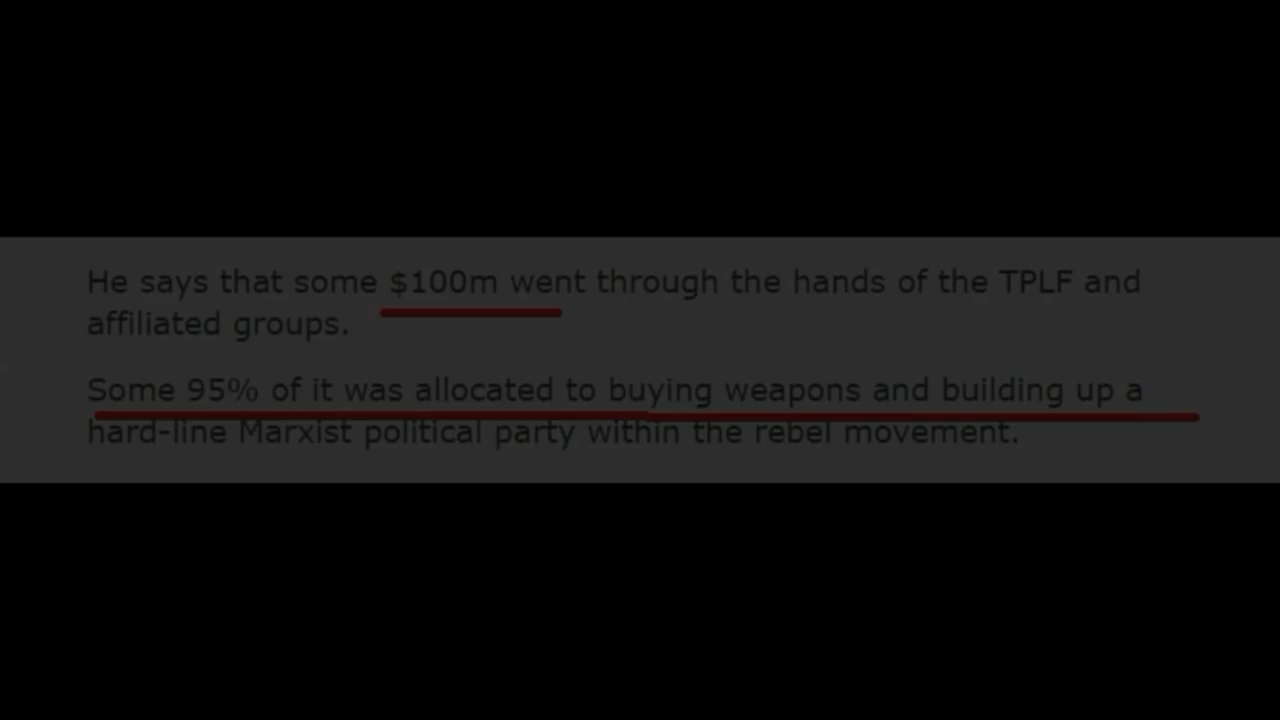 He says that some $100m went through the hands of the TPLF and
affiliated groups.
Some 95% of it was allocated to buying weapons and building up a
hard-line Marxist political party within the rebel movement.